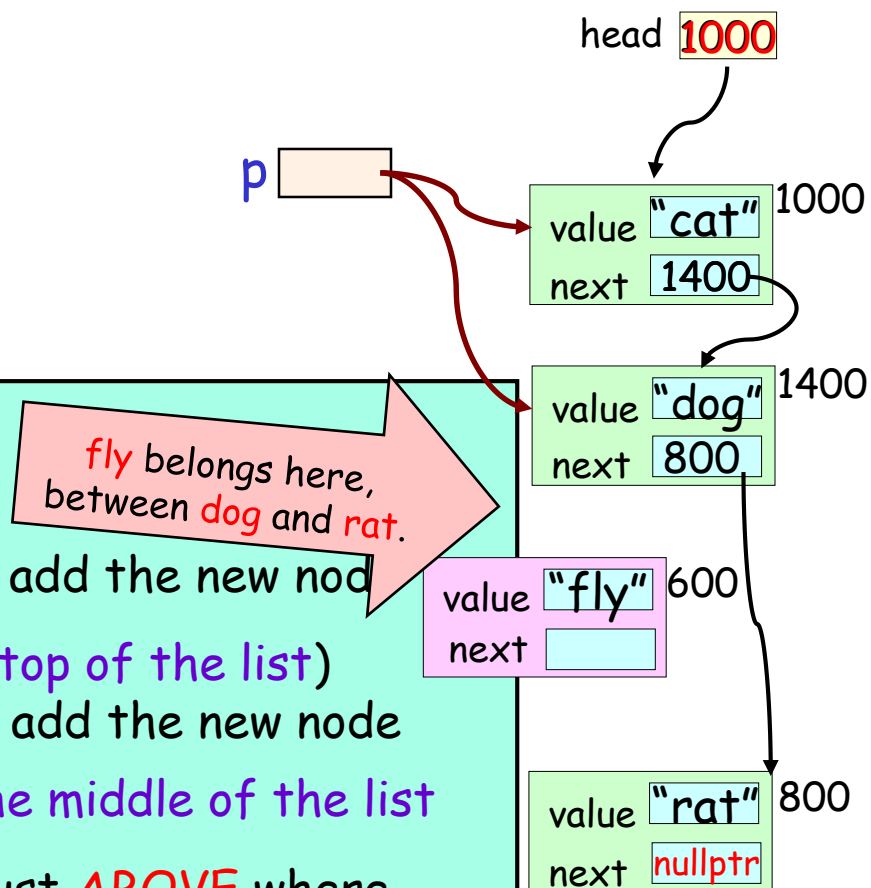 head 1000
p
value "cat" 1000
next 1400
value "dog" 1400
next 800
fly belongs here,
between dog and rat.
add the new nod
value "fly" 600
next
top of the list)
add the new node
e middle of the list
value "rat" 800
next nullptr
ABOVE where